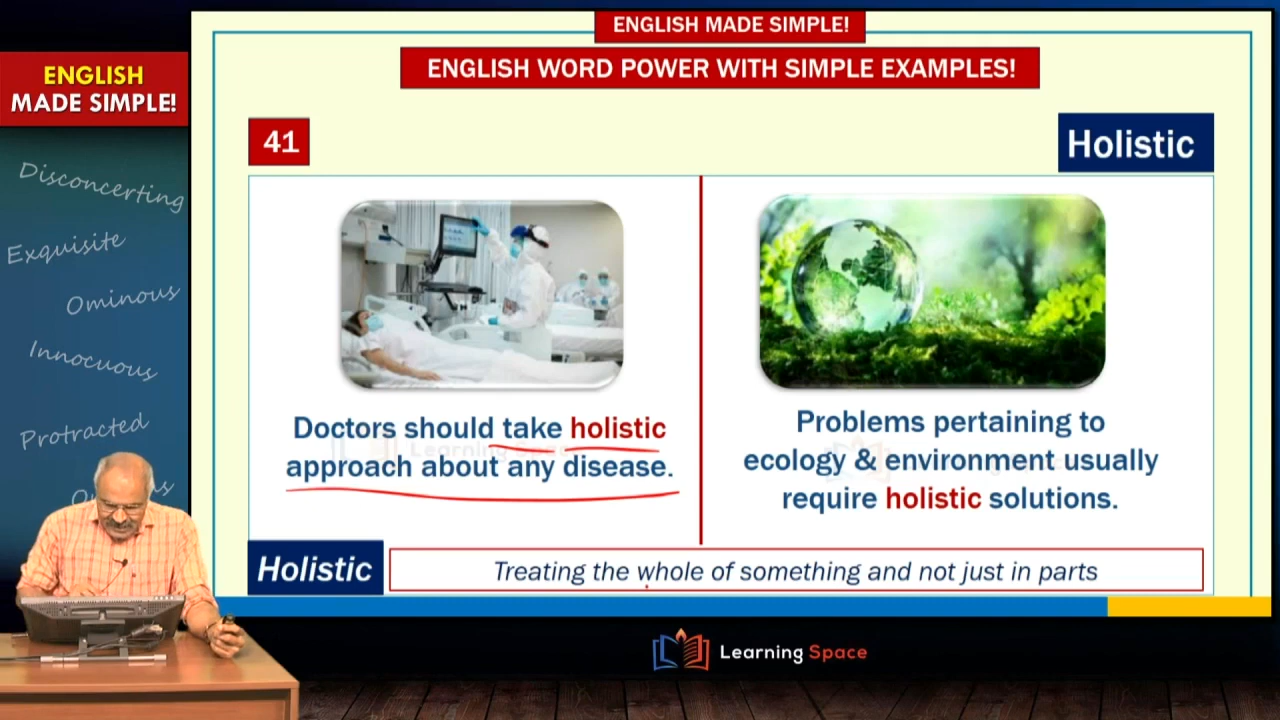 ENGLISH MADE SIMPLE!
ENGLISH WORD POWER WITH SIMPLE EXAMPLES!
ENGLISH
MADE SIMPLE!
41
Holistic
Disconcerting
Exquisite
Ominous
Innocuous
Protracted
Doctors should take holistic
approach about any disease.
Problems pertaining to
ecology & environment usually
require holistic solutions.
Holistic
Treating the whole of something and not just in parts
Learning Space